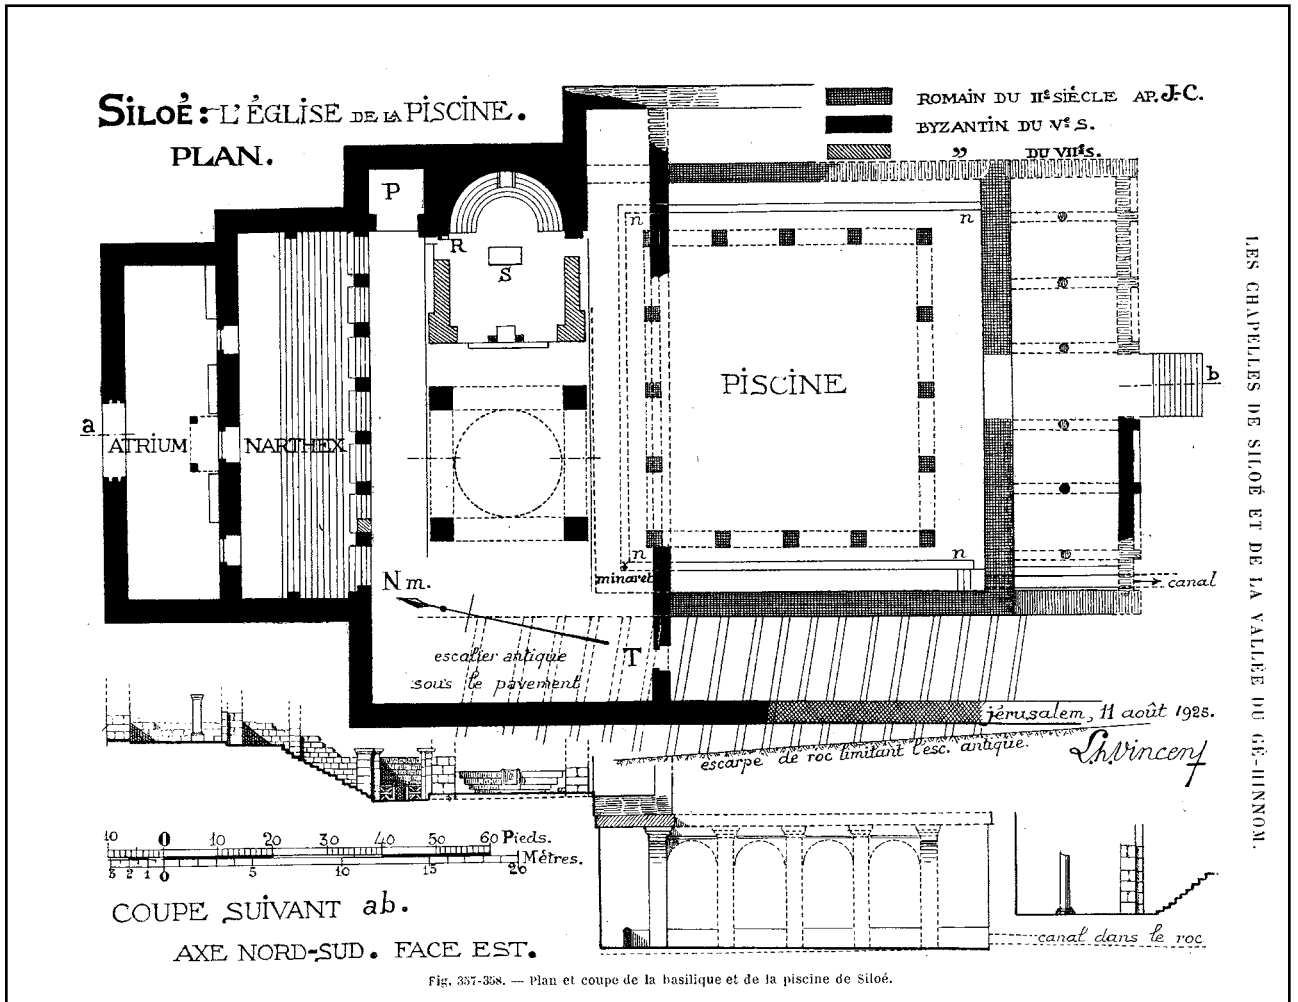 SILOÉ: L'ÉGLISE DE LA PISCINE.
PLAN.
ROMAIN DU IIᵉ SIÈCLE AP. J.-C.
BYZANTIN DU Vᵉ S.
„ DU VIIᵉ S.
P
R
S
n
n
PISCINE
a
ATRIUM
NARTHEX
b
n
n
minaret
N m.
canal
T
escalier antique
sous le pavement
jérusalem, 11 août 1925.
escarpe de roc limitant l'esc. antique.
Lh Vincent
10 0 10 20 30 40 50 60 Pieds.
3 2 1 0 5 10 15 20 Mètres.
COUPE SUIVANT ab.
AXE NORD-SUD. FACE EST.
canal dans le roc
Fig. 357-358. — Plan et coupe de la basilique et de la piscine de Siloé.
LES CHAPELLES DE SILOÉ ET DE LA VALLÉE DU GÉ-HINNOM.